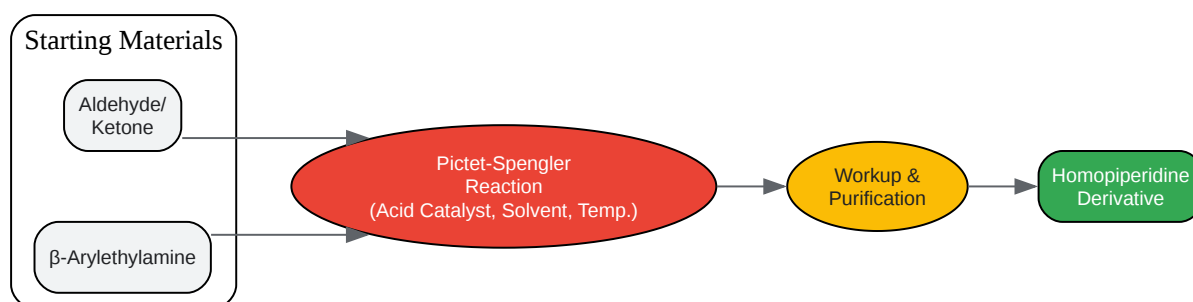 Starting Materials
Aldehyde/
Ketone
β-Arylethylamine
Pictet-Spengler
Reaction
(Acid Catalyst, Solvent, Temp.)
Workup &
Purification
Homopiperidine
Derivative